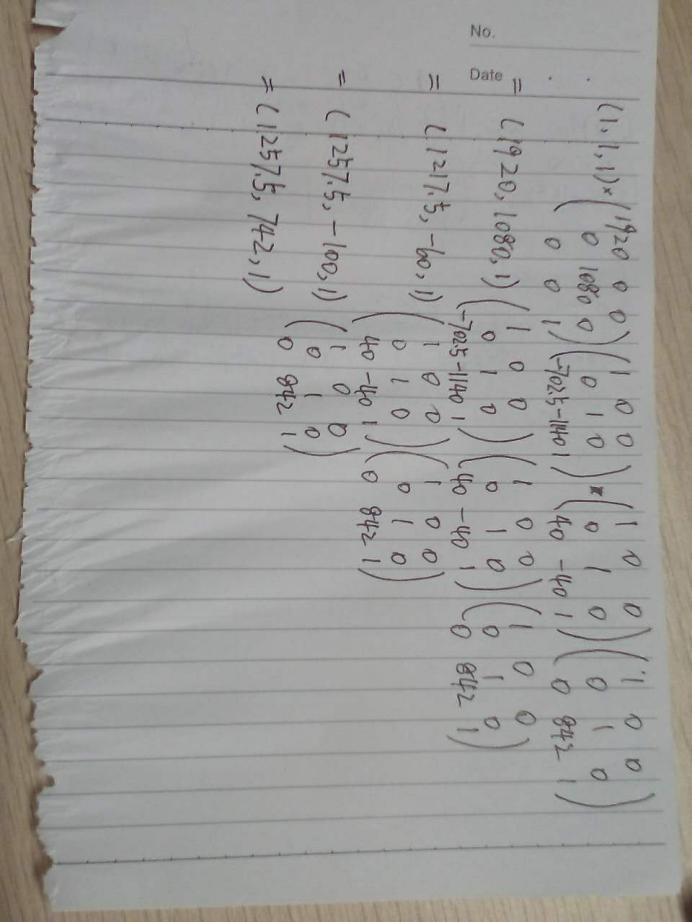 No.
Date
(1,1,1)× (1920 0 0 (1 0 0 * (1 0 0 (1 0 0
0 1080 0 0 1 0 0 1 0 0 1 0
0 0 1) -702.5 -1140 1) 40 -40 1) 0 842 1)
= (1920, 1080, 1) (1 0 0 (1 0 0 (1 0 0
0 1 0 0 1 0 0 1 0
-702.5 -1140 1) 40 -40 1) 0 842 1)
= (1217.5, -60, 1) (1 0 0 (1 0 0
0 1 0 0 1 0
40 -40 1) 0 842 1)
= (1257.5, -100, 1) (1 0 0
0 1 0
0 842 1)
= (1257.5, 742, 1)